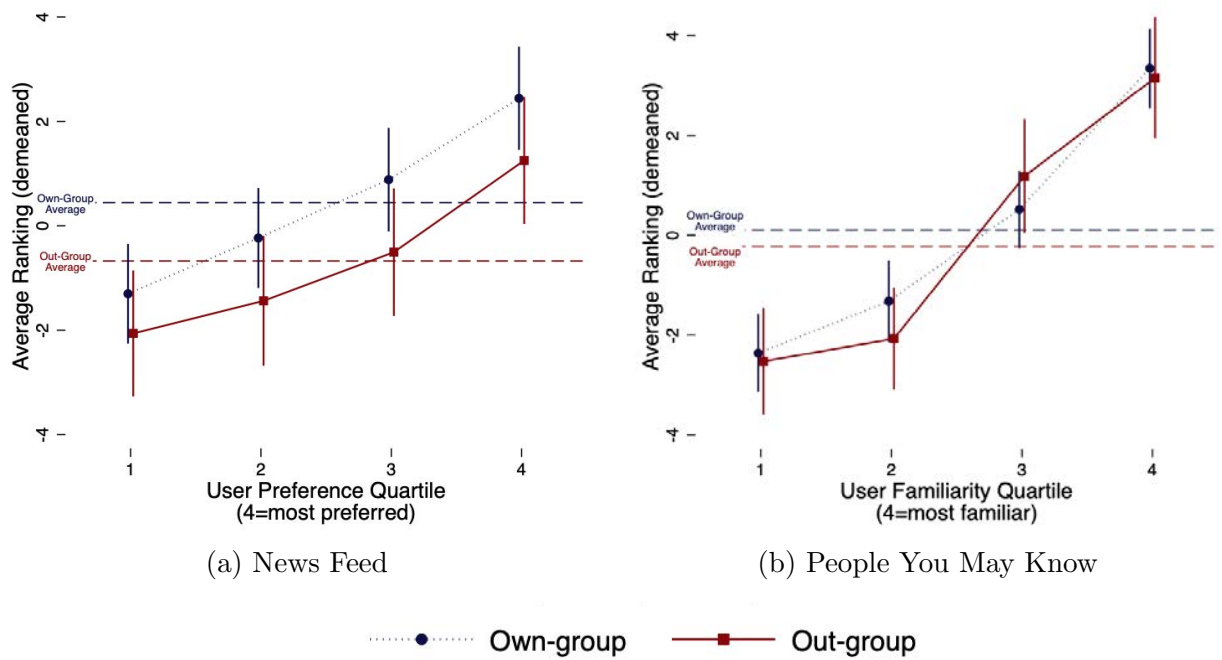 Average Ranking (demeaned)
4
2
0
-2
-4
Own-Group
Average
Out-Group
Average
1 2 3 4
User Preference Quartile
(4=most preferred)
(a) News Feed
Average Ranking (demeaned)
4
2
0
-2
-4
Own-Group
Average
Out-Group
Average
1 2 3 4
User Familiarity Quartile
(4=most familiar)
(b) People You May Know
Own-group Out-group